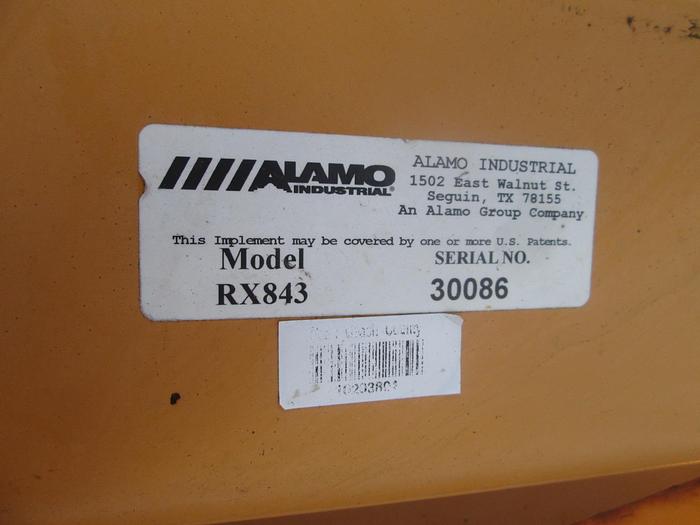 ALAMO
INDUSTRIAL®
ALAMO INDUSTRIAL
1502 East Walnut St.
Seguin, TX 78155
An Alamo Group Company
This Implement may be covered by one or more U.S. Patents.
Model
RX843
SERIAL NO.
30086
County